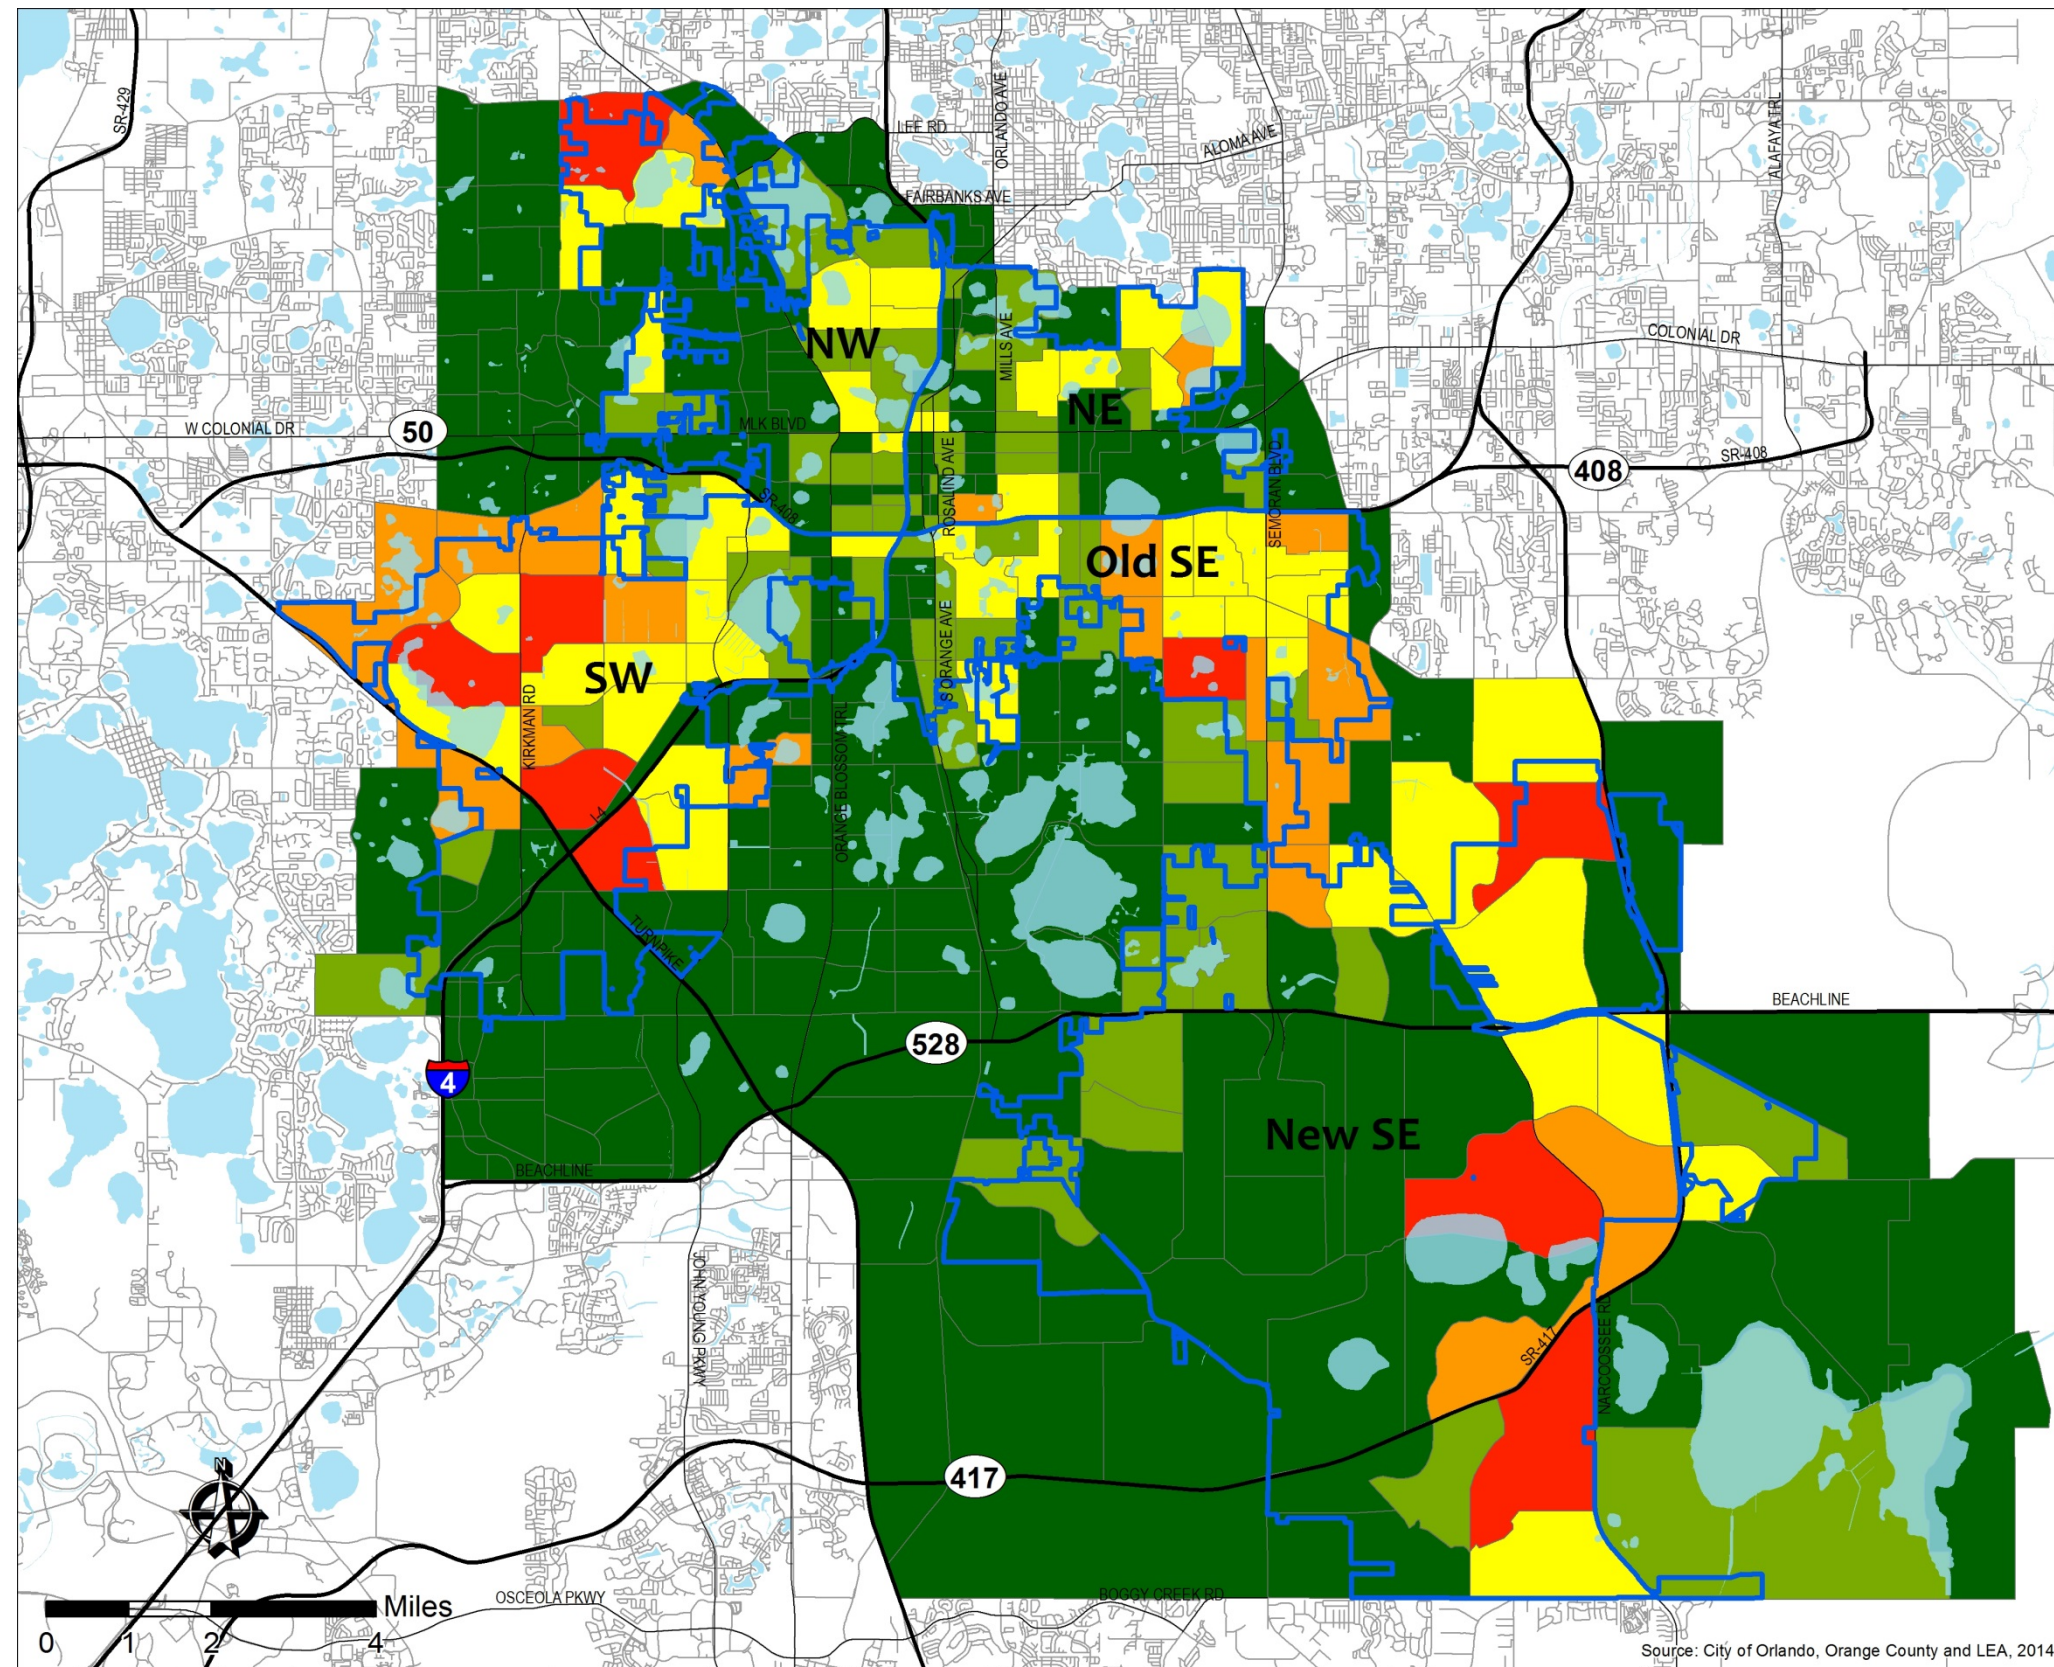 SR-429
LEE RD
ORLANDO AVE
ALOMA AVE
ALAFAYA TRL
FAIRBANKS AVE
NW
MILLS AVE
COLONIAL DR
NE
W COLONIAL DR
50
MLK BLVD
ROSALIND AVE
SEMORAN BLVD
408
SR-408
SR-408
Old SE
SW
S ORANGE AVE
KIRKMAN RD
ORANGE BLOSSOM TRL
I-4
TURNPIKE
BEACHLINE
528
4
New SE
BEACHLINE
JOHN YOUNG PKWY
NARCOOSSEE RD
SR-417
N
417
OSCEOLA PKWY
BOGGY CREEK RD
Miles
0 1 2 4
Source: City of Orlando, Orange County and LEA, 2014